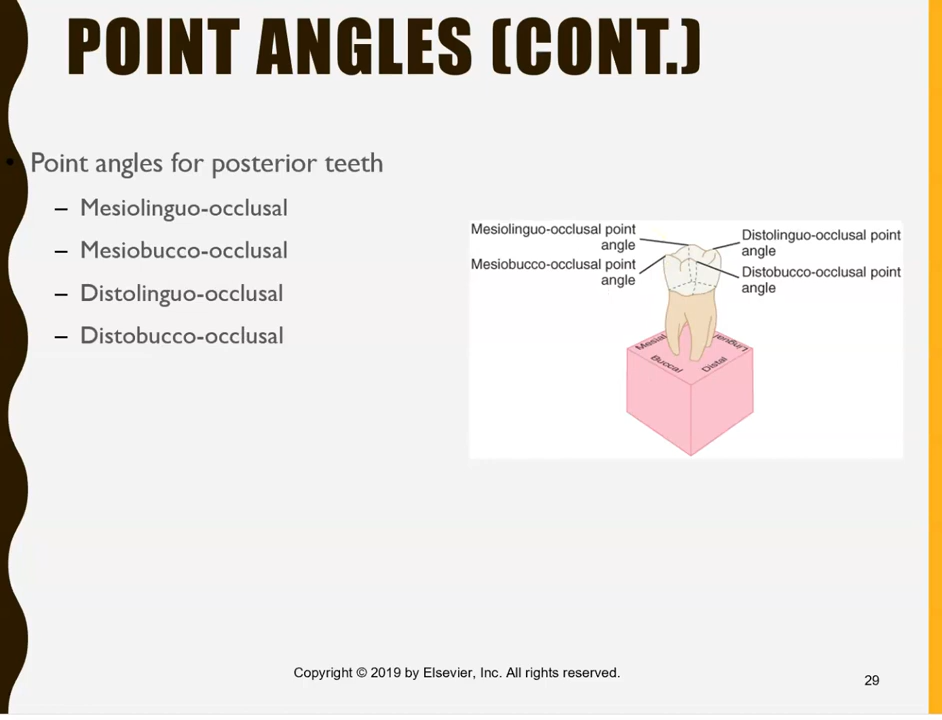 POINT ANGLES (CONT.)
• Point angles for posterior teeth
– Mesiolinguo-occlusal
– Mesiobucco-occlusal
– Distolinguo-occlusal
– Distobucco-occlusal
Mesiolinguo-occlusal point
angle
Mesiobucco-occlusal point
angle
Distolinguo-occlusal point
angle
Distobucco-occlusal point
angle
Mesial
Lingual
Buccal
Distal
Copyright © 2019 by Elsevier, Inc. All rights reserved.
29